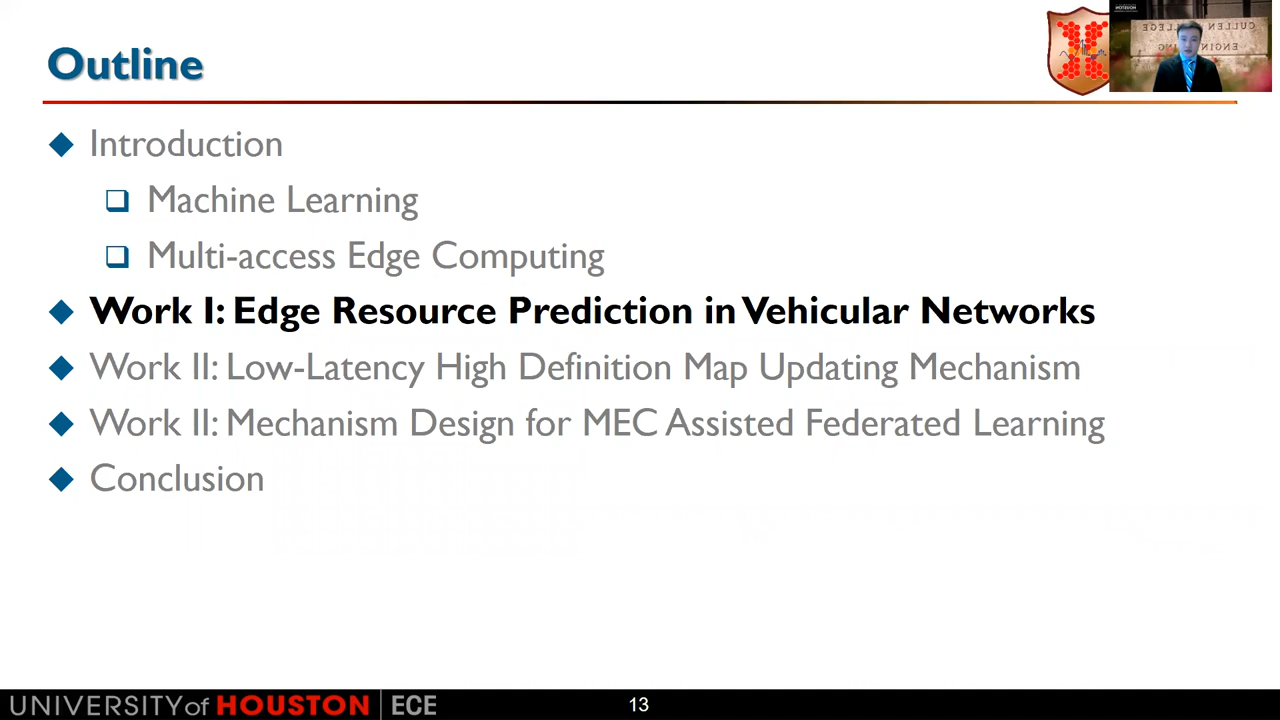 Outline
Introduction
Machine Learning
Multi-access Edge Computing
Work I: Edge Resource Prediction in Vehicular Networks
Work II: Low-Latency High Definition Map Updating Mechanism
Work II: Mechanism Design for MEC Assisted Federated Learning
Conclusion
CULLEN COLLEGE
UNIVERSITY of HOUSTON ECE
13